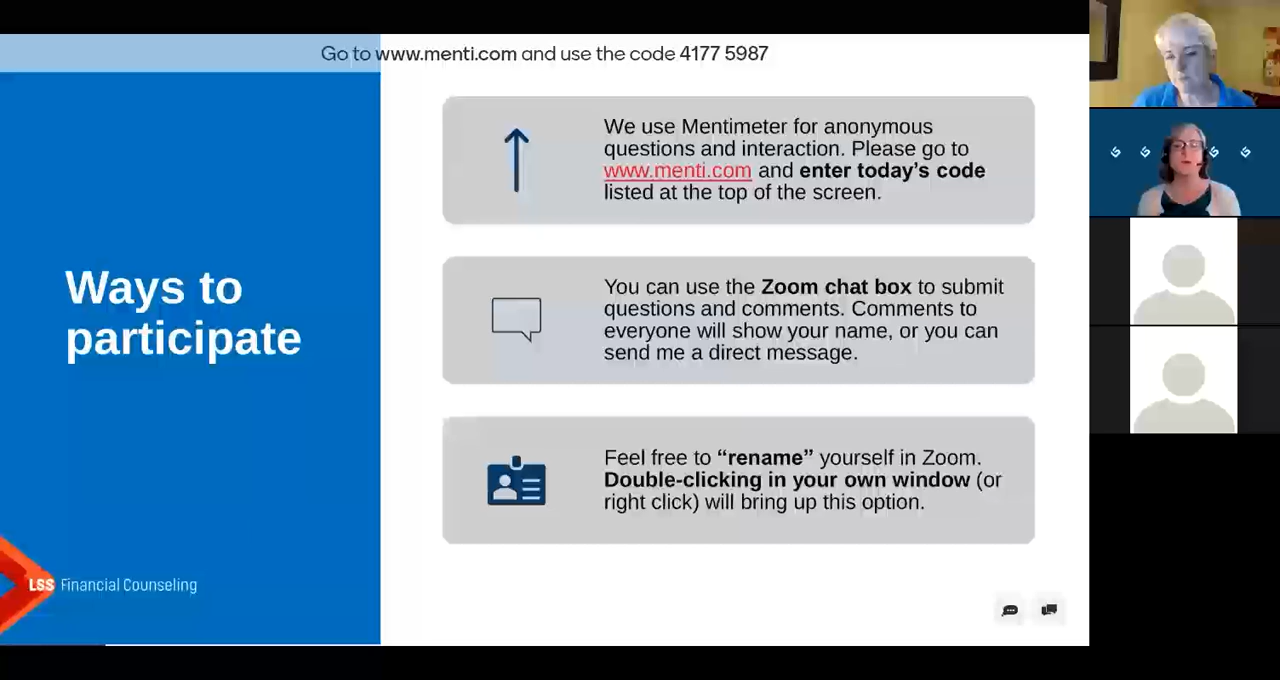 Go to www.menti.com and use the code 4177 5987
Ways to
participate
We use Mentimeter for anonymous
questions and interaction. Please go to
www.menti.com and enter today’s code
listed at the top of the screen.
You can use the Zoom chat box to submit
questions and comments. Comments to
everyone will show your name, or you can
send me a direct message.
Feel free to “rename” yourself in Zoom.
Double-clicking in your own window (or
right click) will bring up this option.
LSS Financial Counseling